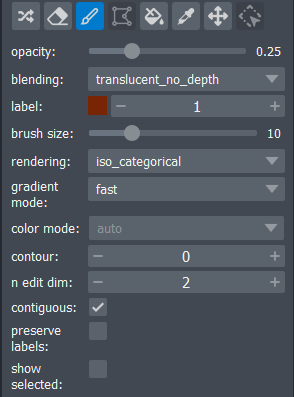 opacity: 0.25
blending: translucent_no_depth
label: 1
brush size: 10
rendering: iso_categorical
gradient
mode: fast
color mode: auto
contour: 0
n edit dim: 2
contiguous:
preserve
labels:
show
selected: